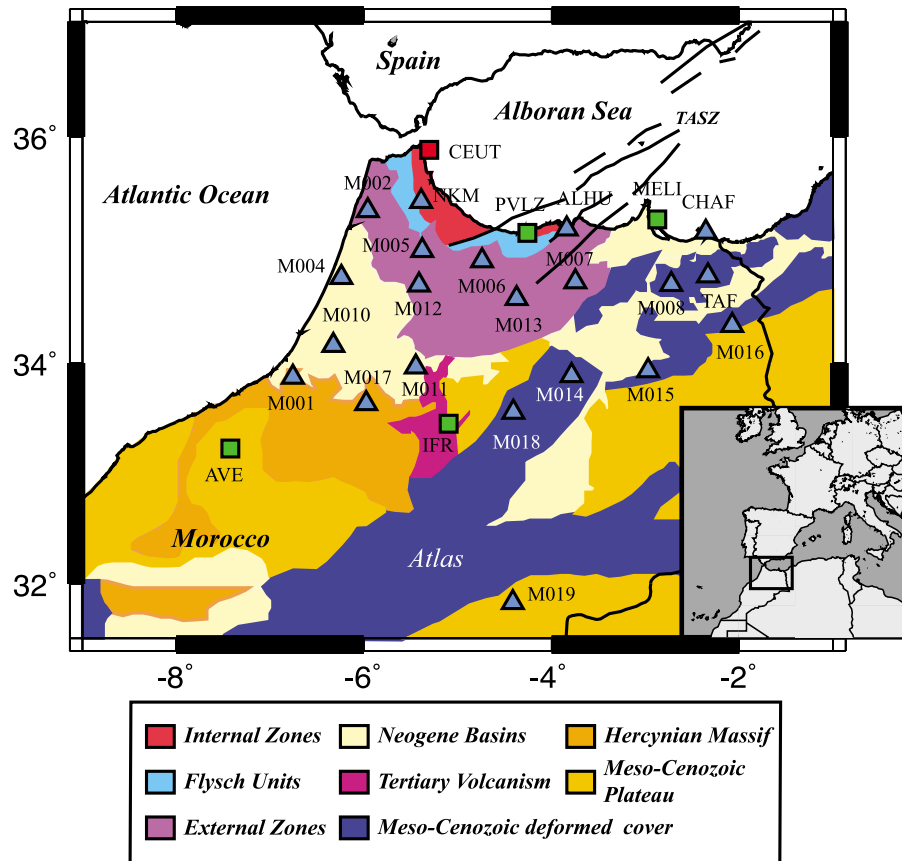 Spain
Alboran Sea
TASZ
36°
CEUT
Atlantic Ocean
M002
NKM
PVLZ
ALHU
MELI
CHAF
M005
M004
M006
M007
M012
M008
TAF
M010
M013
M016
34°
M001
M017
M011
M014
M015
M018
IFR
AVE
Morocco
Atlas
32°
M019
-8°
-6°
-4°
-2°
Internal Zones
Neogene Basins
Hercynian Massif
Flysch Units
Tertiary Volcanism
Meso-Cenozoic
Plateau
External Zones
Meso-Cenozoic deformed cover